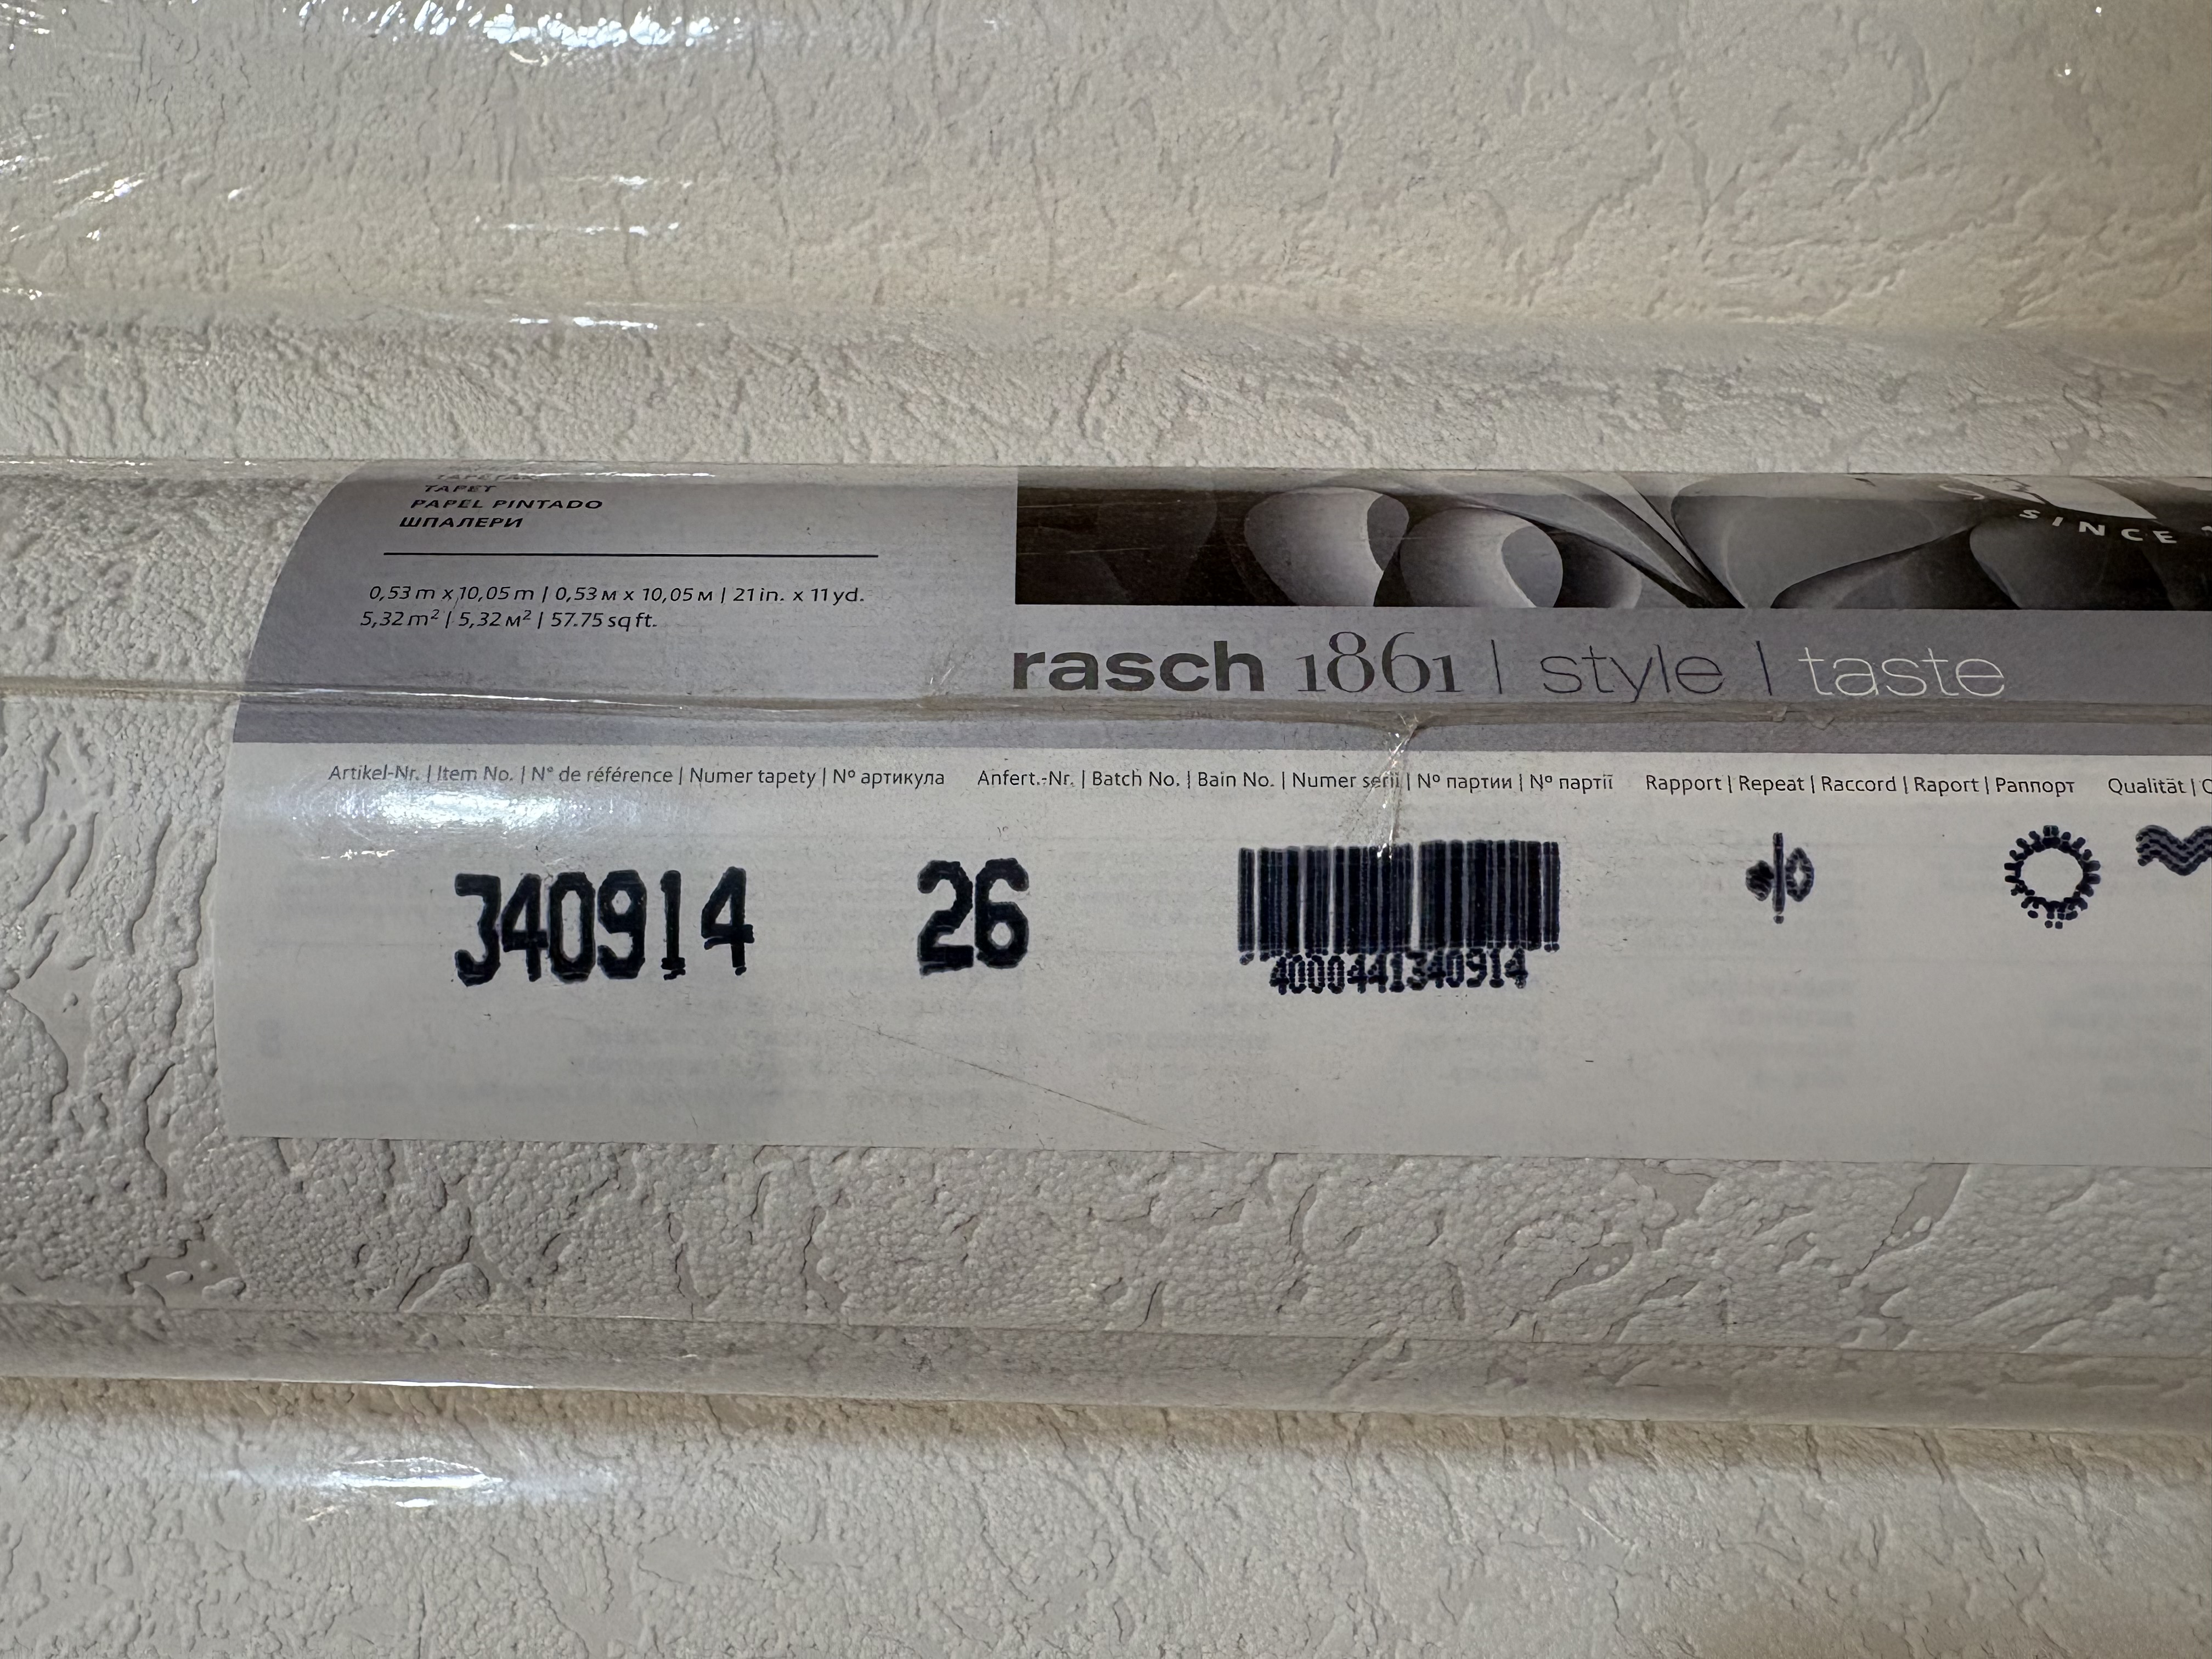 TAPET
PAPEL PINTADO
ШПАЛЕРИ
0,53 m x 10,05 m | 0,53 м x 10,05 м | 21 in. x 11 yd.
5,32 m² | 5,32 м² | 57.75 sq ft.
SINCE
rasch 1861 | style | taste
Artikel-Nr. | Item No. | N° de référence | Numer tapety | Nº артикула
Anfert.-Nr. | Batch No. | Bain No. | Numer serii | Nº партии | Nº партії
Rapport | Repeat | Raccord | Raport | Раппорт
Qualität |
340914
26
4000441340914